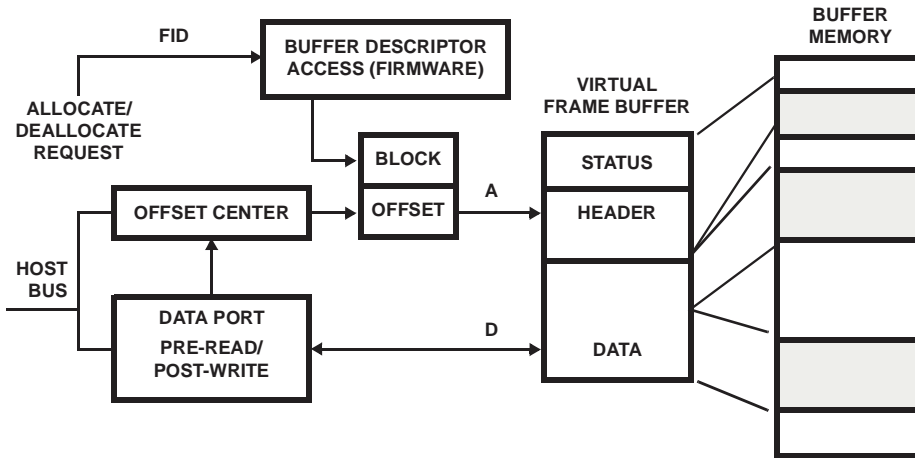 BUFFER
MEMORY
FID
BUFFER DESCRIPTOR
ACCESS (FIRMWARE)
VIRTUAL
FRAME BUFFER
ALLOCATE/
DEALLOCATE
REQUEST
BLOCK
STATUS
OFFSET CENTER
OFFSET
A
HEADER
HOST
BUS
DATA PORT
PRE-READ/
POST-WRITE
D
DATA